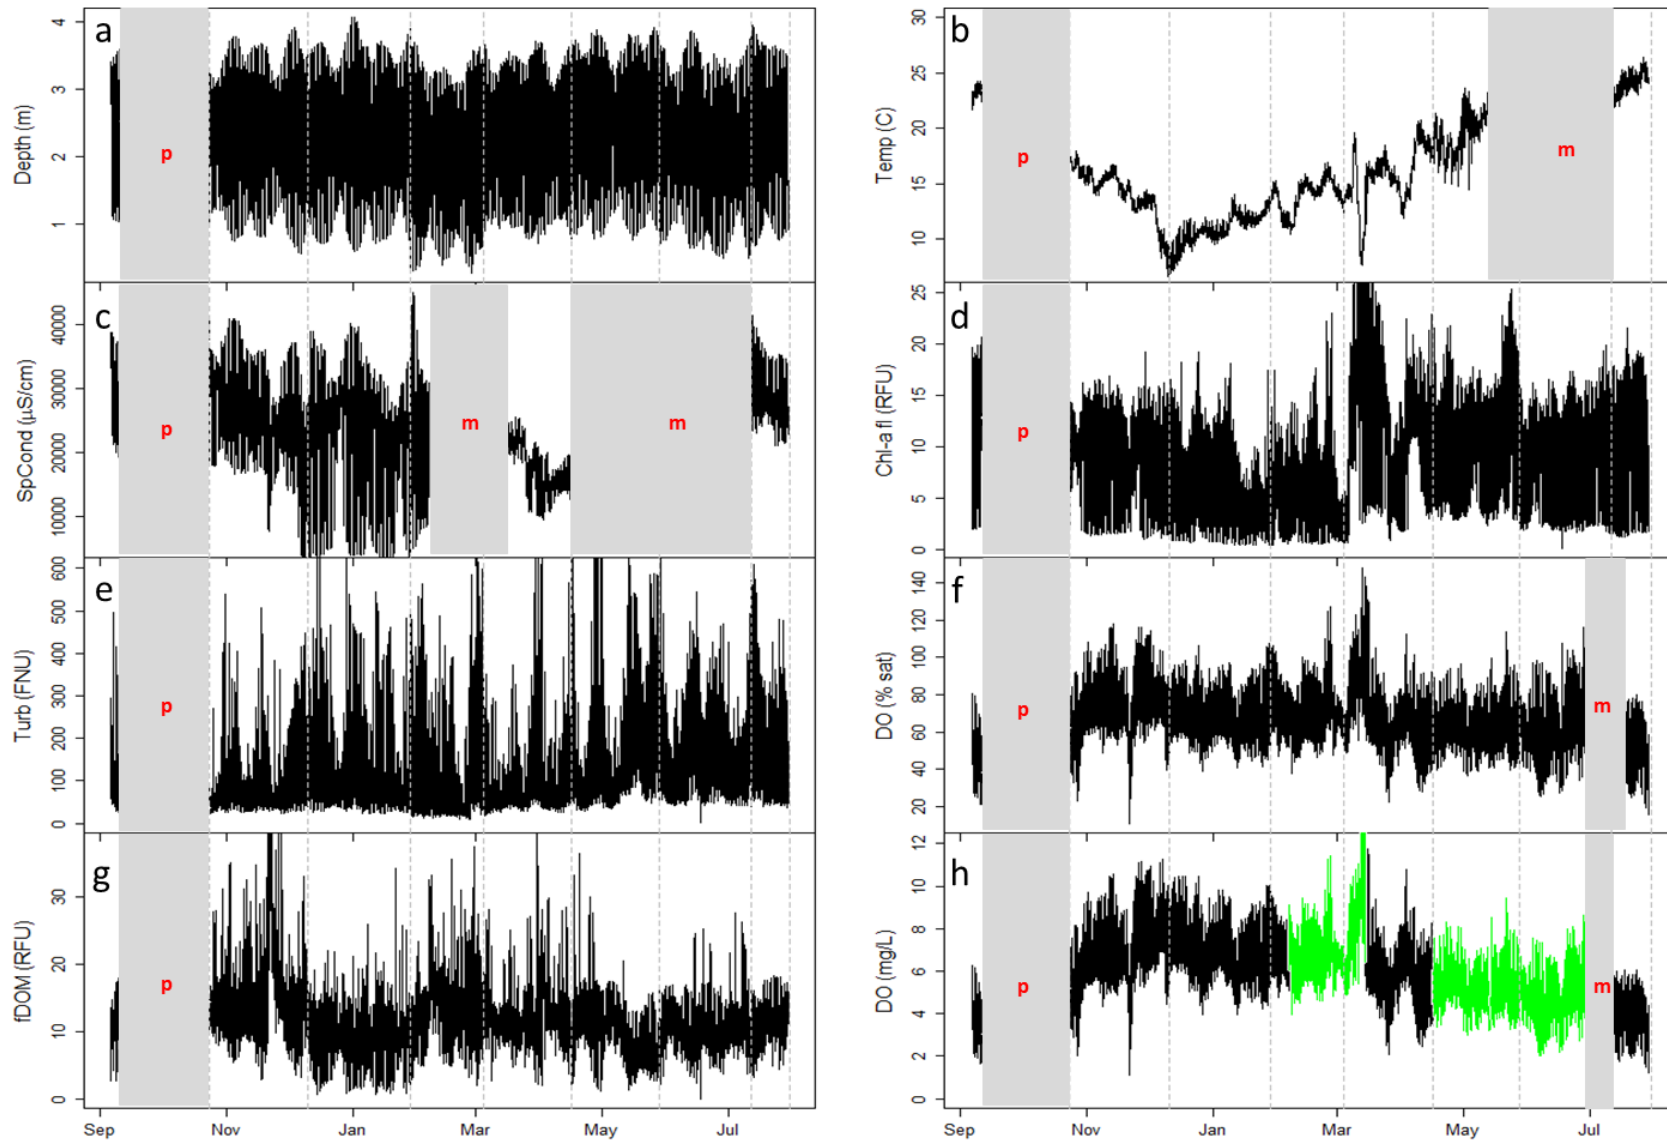 a
Depth (m)
4
3
2
1
p
b
Temp (C)
30
25
20
15
10
p
m
c
SpCond (µS/cm)
40000
30000
20000
10000
p
m
m
d
Chl-a fl (RFU)
25
20
15
10
5
0
p
e
Turb (FNU)
600
500
400
300
200
100
0
p
f
DO (% sat)
140
120
100
80
60
40
20
p
m
g
fDOM (RFU)
30
20
10
0
p
h
DO (mg/L)
12
10
8
6
4
2
0
p
m
Sep Nov Jan Mar May Jul
Sep Nov Jan Mar May Jul